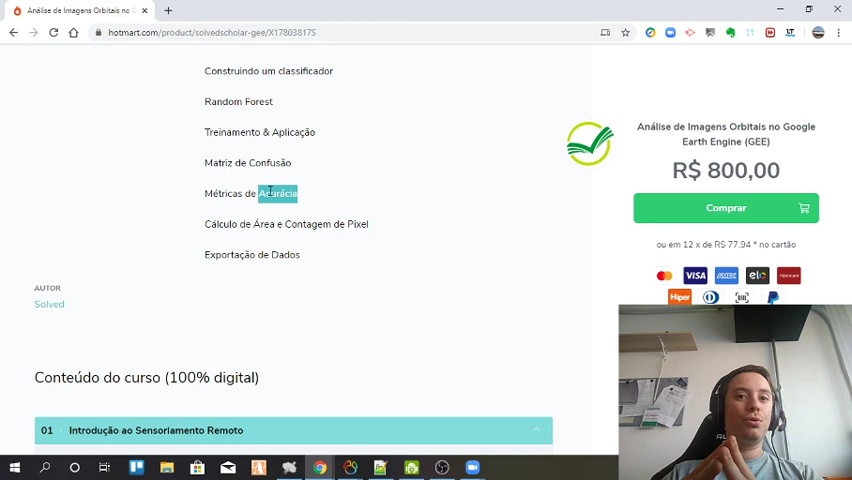 Análise de Imagens Orbitais no G
hotmart.com/product/solvedscholar-gee/X17803817S
Construindo um classificador
Random Forest
Treinamento & Aplicação
Matriz de Confusão
Métricas de Acurácia
Cálculo de Área e Contagem de Pixel
Exportação de Dados
AUTOR
Solved
Conteúdo do curso (100% digital)
01 - Introdução ao Sensoriamento Remoto
Análise de Imagens Orbitais no Google
Earth Engine (GEE)
R$ 800,00
Comprar
ou em 12 x de R$ 77,94 * no cartão
VISA
AMEX
elo
Hipercard
Hiper